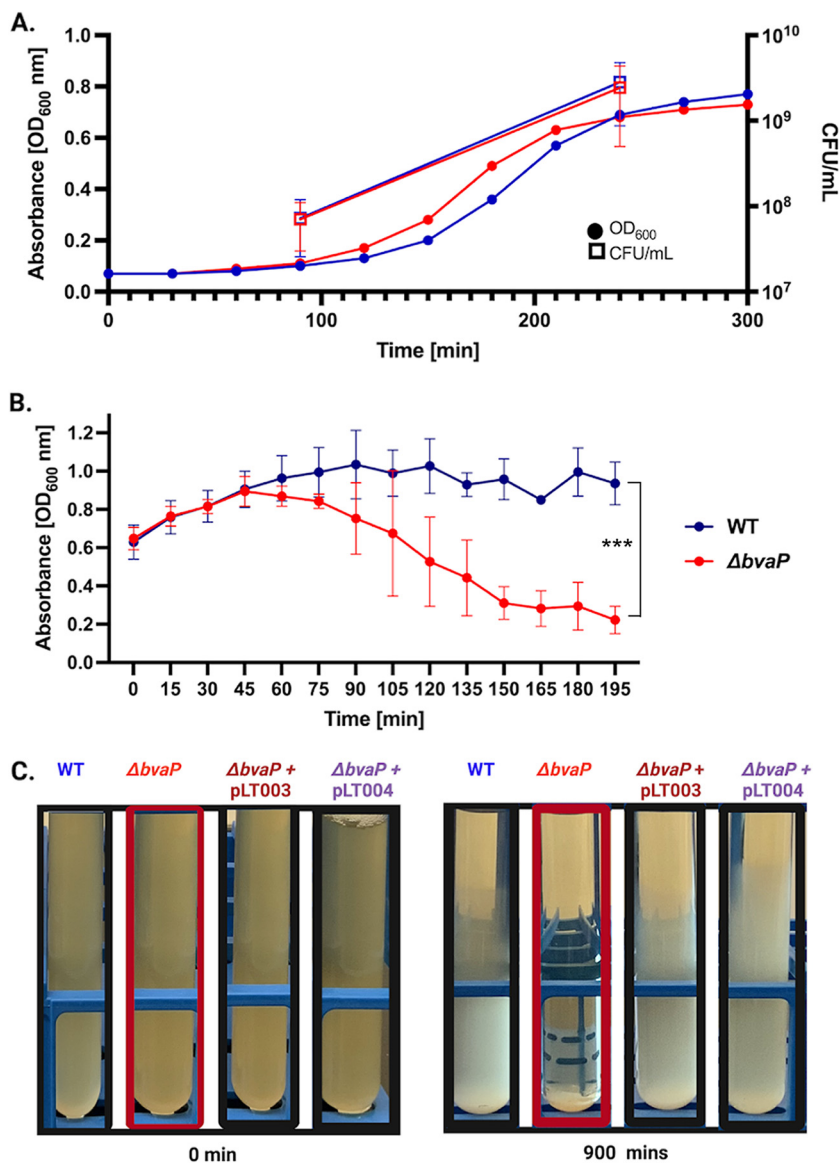 A.
Absorbance [OD600 nm]
1.0
0.8
0.6
0.4
0.2
0.0
10^10
10^9
10^8
10^7
CFU/mL
OD600
CFU/mL
0 100 200 300
Time [min]
B.
Absorbance [OD600 nm]
1.2
1.0
0.8
0.6
0.4
0.2
0.0
***
WT
ΔbvaP
0 15 30 45 60 75 90 105 120 135 150 165 180 195
Time [min]
C.
WT ΔbvaP ΔbvaP + ΔbvaP +
pLT003 pLT004
WT ΔbvaP ΔbvaP + ΔbvaP +
pLT003 pLT004
0 min
900 mins